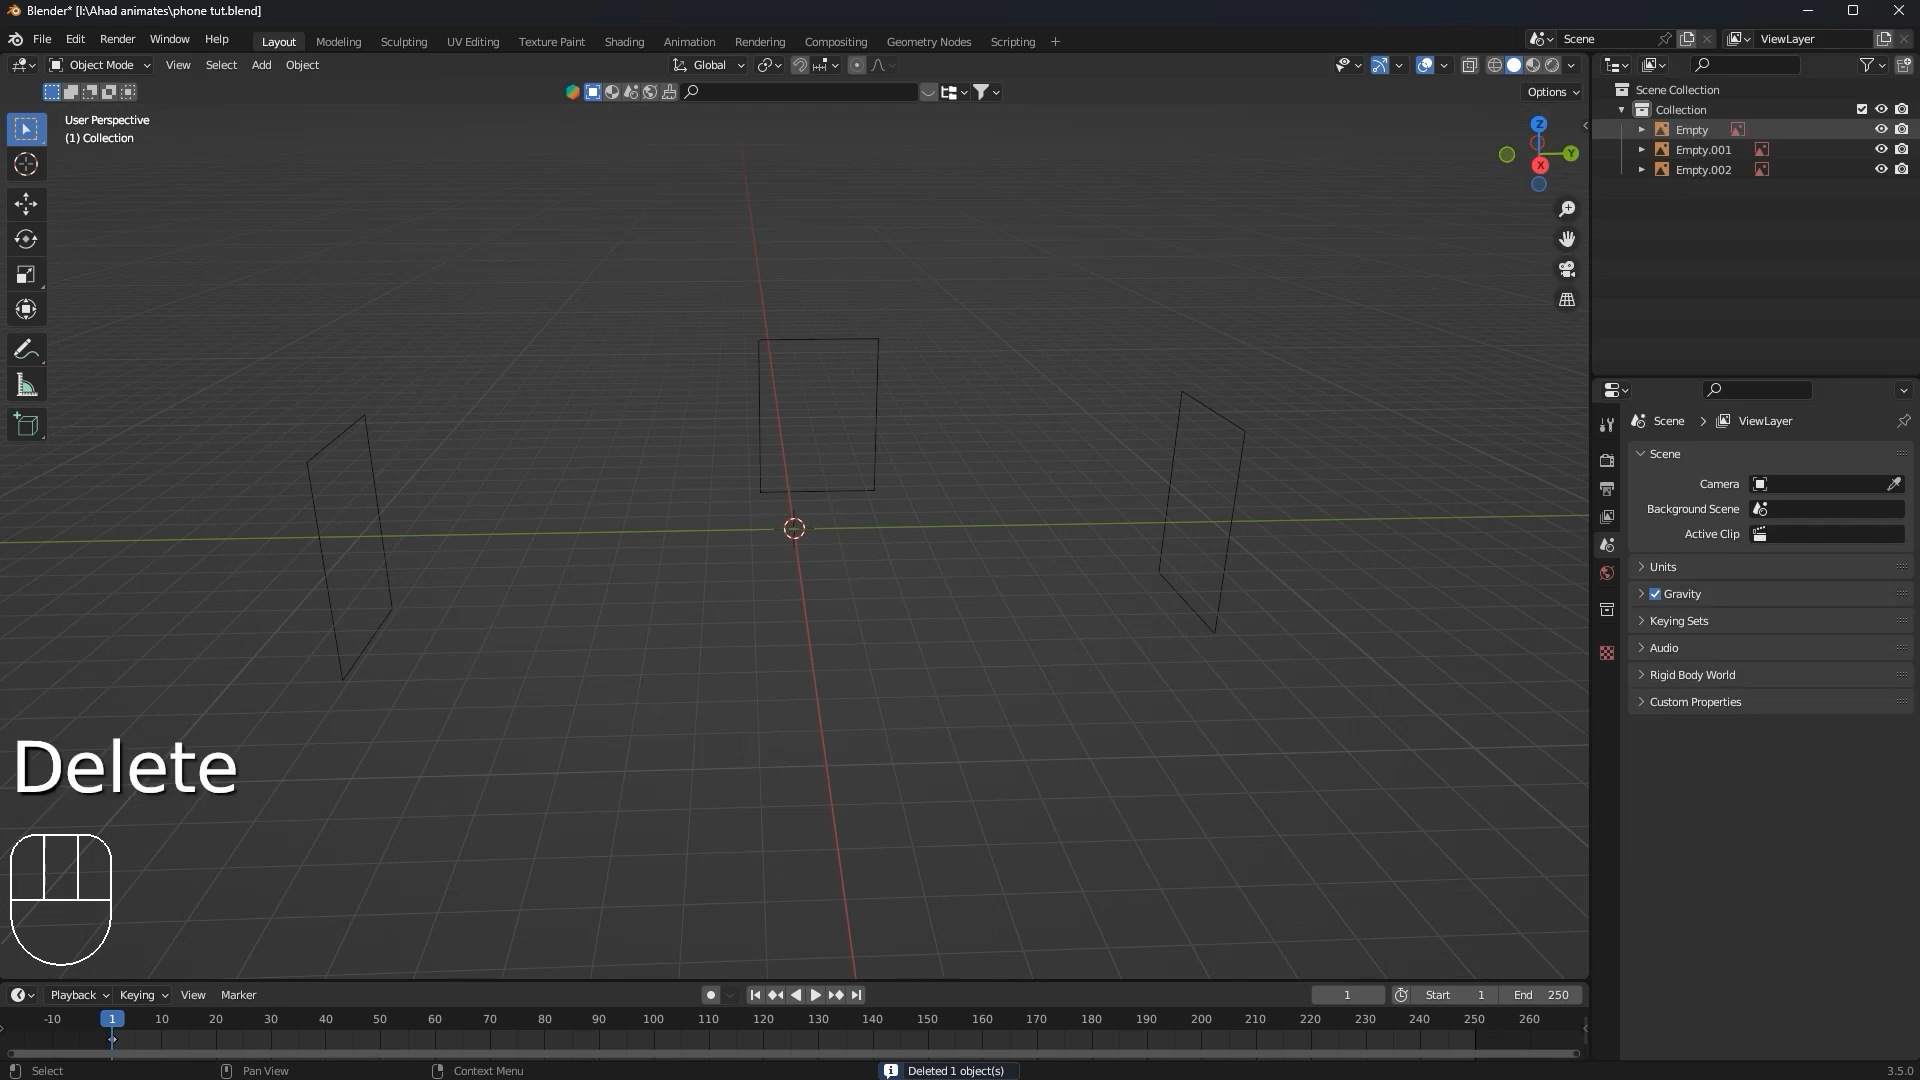 Blender* [I:\Ahad animates\phone tut.blend]
File Edit Render Window Help Layout Modeling Sculpting UV Editing Texture Paint Shading Animation Rendering Compositing Geometry Nodes Scripting + Scene ViewLayer
Object Mode View Select Add Object Global
Options
User Perspective
(1) Collection
Z
Y
X
Scene Collection
Collection
Empty
Empty.001
Empty.002
Scene ViewLayer
Scene
Camera
Background Scene
Active Clip
Units
Gravity
Keying Sets
Audio
Rigid Body World
Custom Properties
Delete
Playback Keying View Marker 1 Start 1 End 250
-10 1 10 20 30 40 50 60 70 80 90 100 110 120 130 140 150 160 170 180 190 200 210 220 230 240 250 260
Select Pan View Context Menu Deleted 1 object(s) 3.5.0